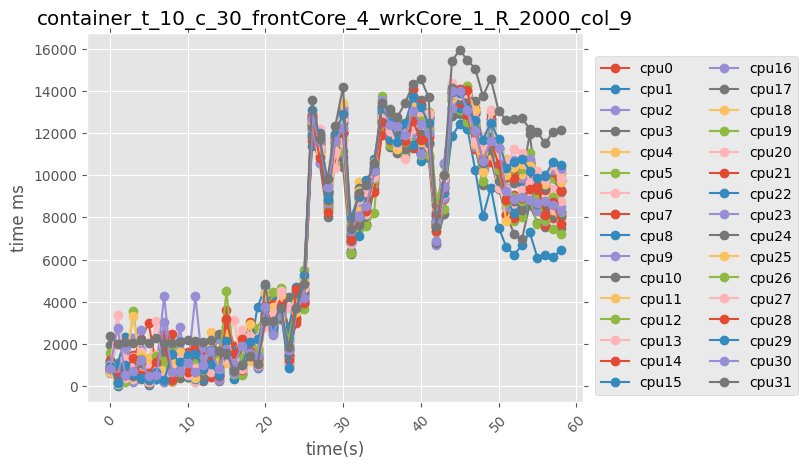 container_t_10_c_30_frontCore_4_wrkCore_1_R_2000_col_9
time ms
16000
14000
12000
10000
8000
6000
4000
2000
0
0
10
20
30
40
50
60
time(s)
cpu0
cpu1
cpu2
cpu3
cpu4
cpu5
cpu6
cpu7
cpu8
cpu9
cpu10
cpu11
cpu12
cpu13
cpu14
cpu15
cpu16
cpu17
cpu18
cpu19
cpu20
cpu21
cpu22
cpu23
cpu24
cpu25
cpu26
cpu27
cpu28
cpu29
cpu30
cpu31